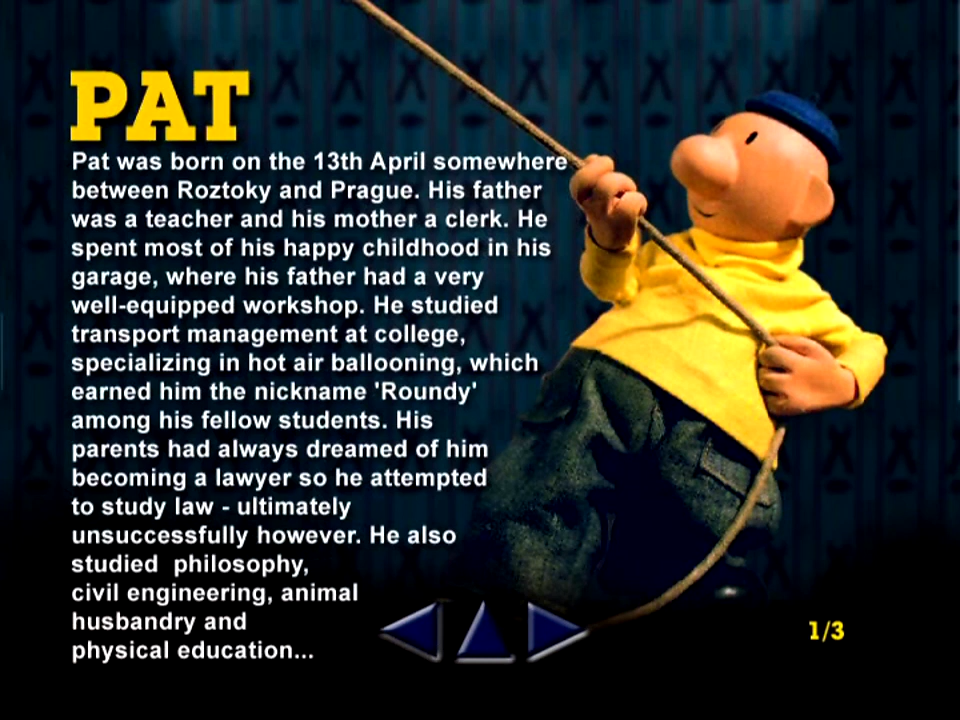 PAT
Pat was born on the 13th April somewhere
between Roztoky and Prague. His father
was a teacher and his mother a clerk. He
spent most of his happy childhood in his
garage, where his father had a very
well-equipped workshop. He studied
transport management at college,
specializing in hot air ballooning, which
earned him the nickname 'Roundy'
among his fellow students. His
parents had always dreamed of him
becoming a lawyer so he attempted
to study law - ultimately
unsuccessfully however. He also
studied  philosophy,
civil engineering, animal
husbandry and
physical education...
1/3